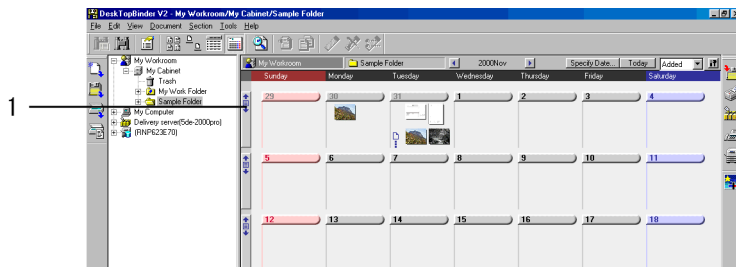 DeskTopBinder V2 - My Workroom/My Cabinet/Sample Folder
File Edit View Document Section Tools Help
My Workroom
My Cabinet
Trash
My Work Folder
Sample Folder
My Computer
Delivery server(5de-2000pro)
(RNP623E70)
My Workroom Sample Folder 2000Nov Specify Date... Today Added
Sunday Monday Tuesday Wednesday Thursday Friday Saturday
1
29 30 31 1 2 3 4
5 6 7 8 9 10 11
12 13 14 15 16 17 18